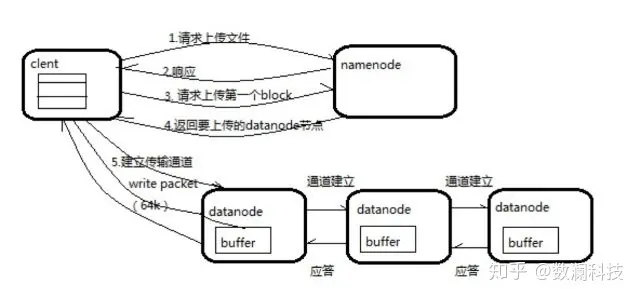 1.请求上传文件
clent
2.响应
namenode
3. 请求上传第一个block
4.返回要上传的datanode节点
5.建立传输通道
write packet
（64k）
通道建立
通道建立
datanode
datanode
datanode
buffer
buffer
buffer
应答
应答
知乎 @数澜科技